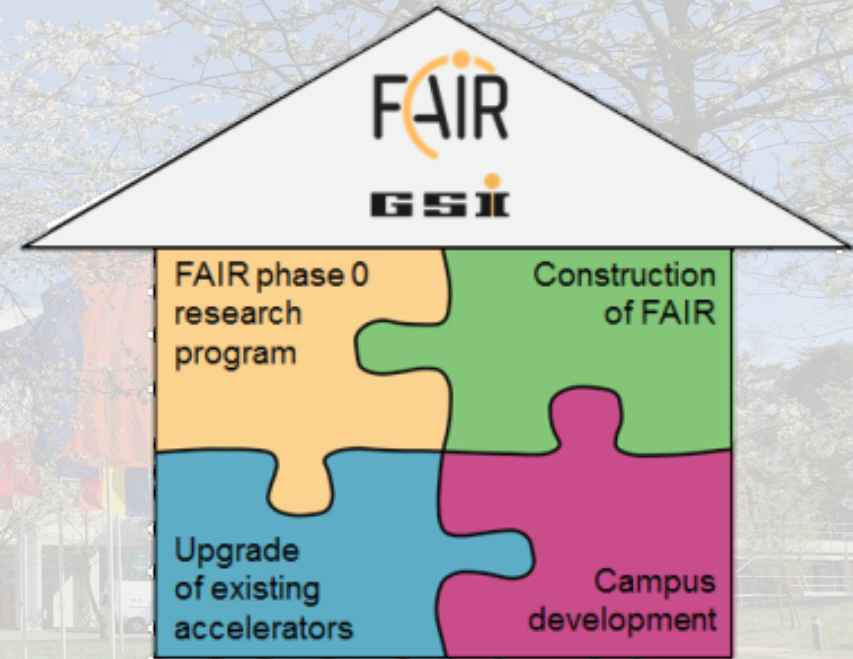 FAIR
GSI
FAIR phase 0
research
program
Construction
of FAIR
Upgrade
of existing
accelerators
Campus
development